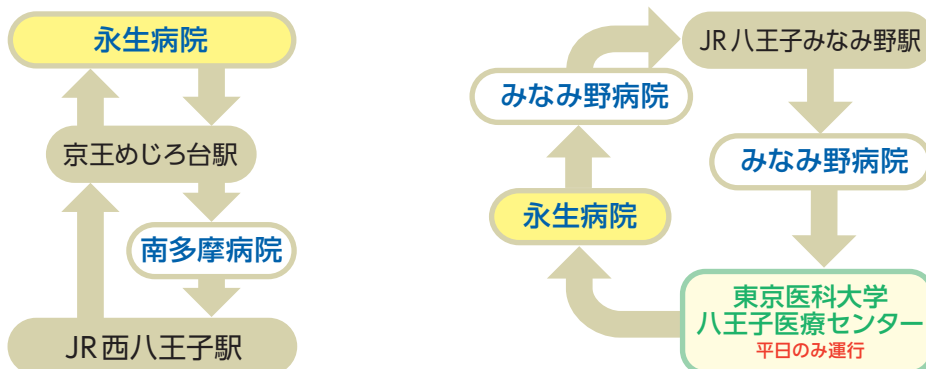 永生病院
京王めじろ台駅
南多摩病院
JR西八王子駅
JR八王子みなみ野駅
みなみ野病院
みなみ野病院
永生病院
東京医科大学
八王子医療センター
平日のみ運行